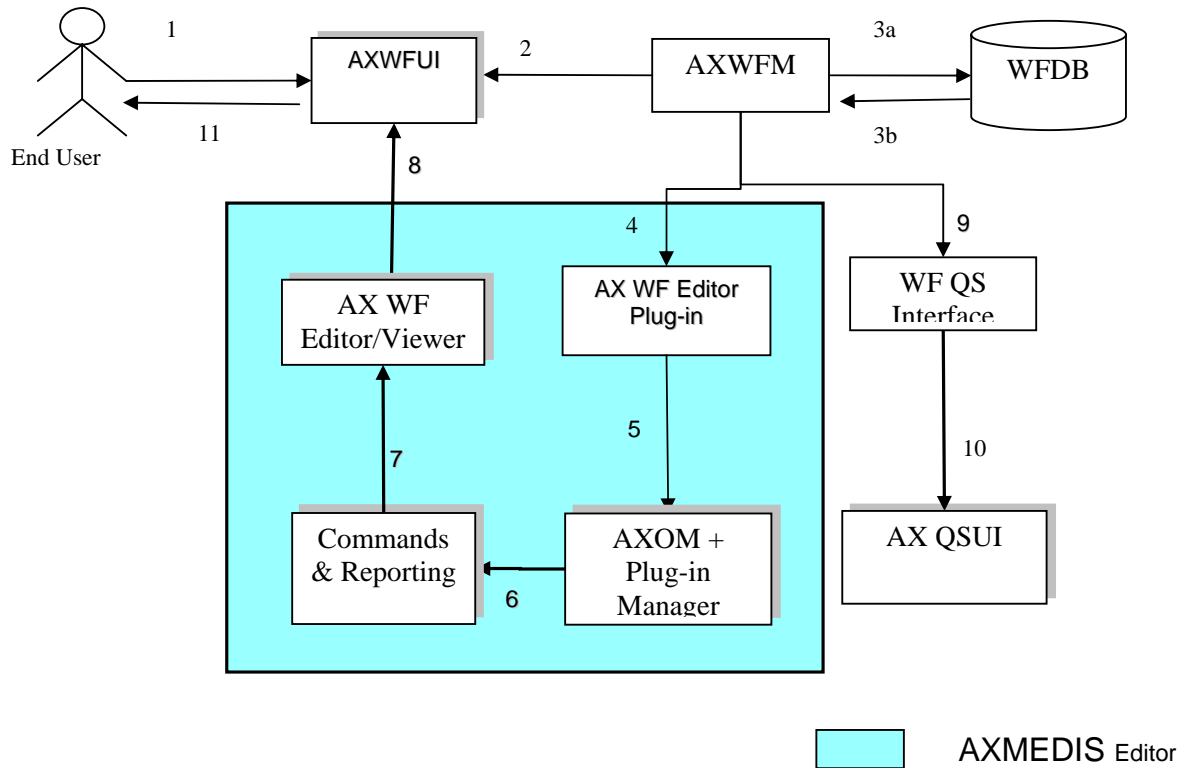 1
AXWFUI
2
AXWFM
3a
WFDB
11
3b
End User
8
4
9
AX WF Editor
Plug-in
WF QS
Interface
AX WF
Editor/Viewer
5
7
10
Commands
& Reporting
6
AXOM +
Plug-in
Manager
AX QSUI
AXMEDIS Editor